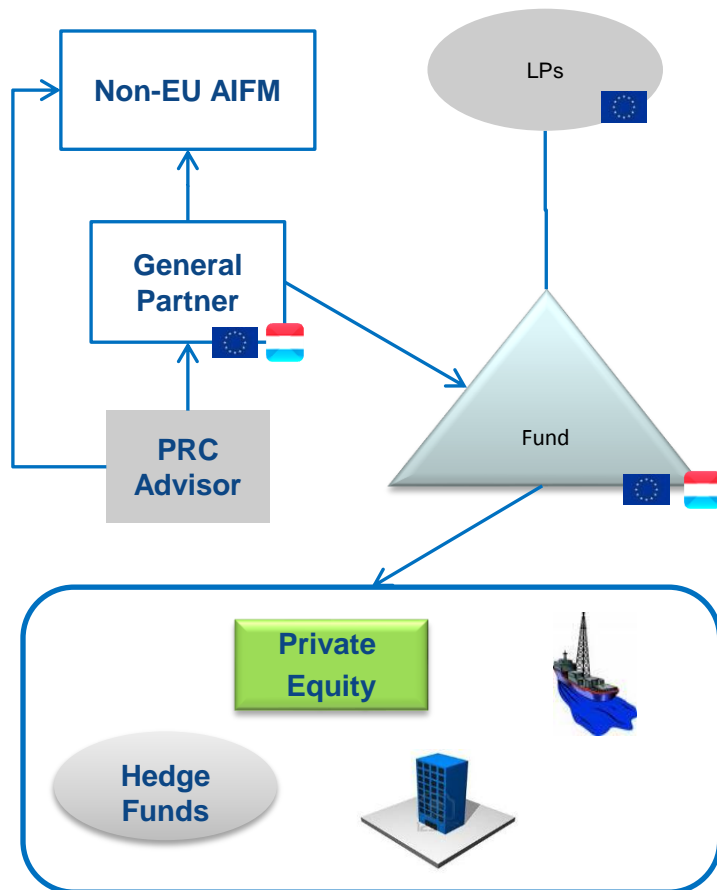 Non-EU AIFM
LPs
General
Partner
PRC
Advisor
Fund
Private
Equity
Hedge
Funds